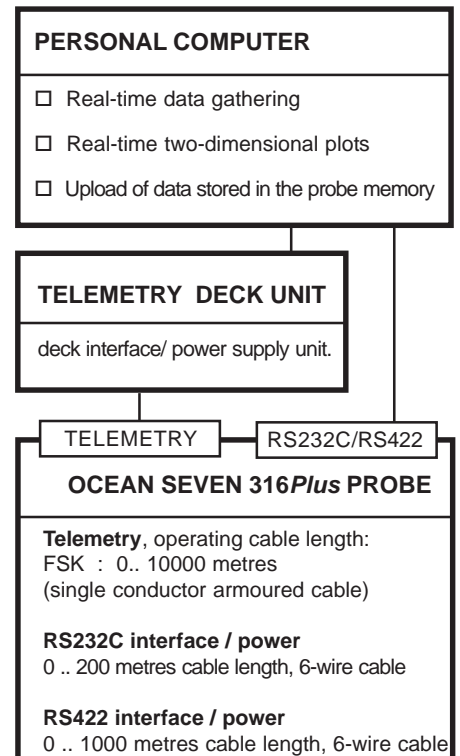 PERSONAL COMPUTER
□ Real-time data gathering
□ Real-time two-dimensional plots
□ Upload of data stored in the probe memory
TELEMETRY DECK UNIT
deck interface/ power supply unit.
TELEMETRY
RS232C/RS422
OCEAN SEVEN 316Plus PROBE
Telemetry, operating cable length:
FSK : 0.. 10000 metres
(single conductor armoured cable)
RS232C interface / power
0 .. 200 metres cable length, 6-wire cable
RS422 interface / power
0 .. 1000 metres cable length, 6-wire cable